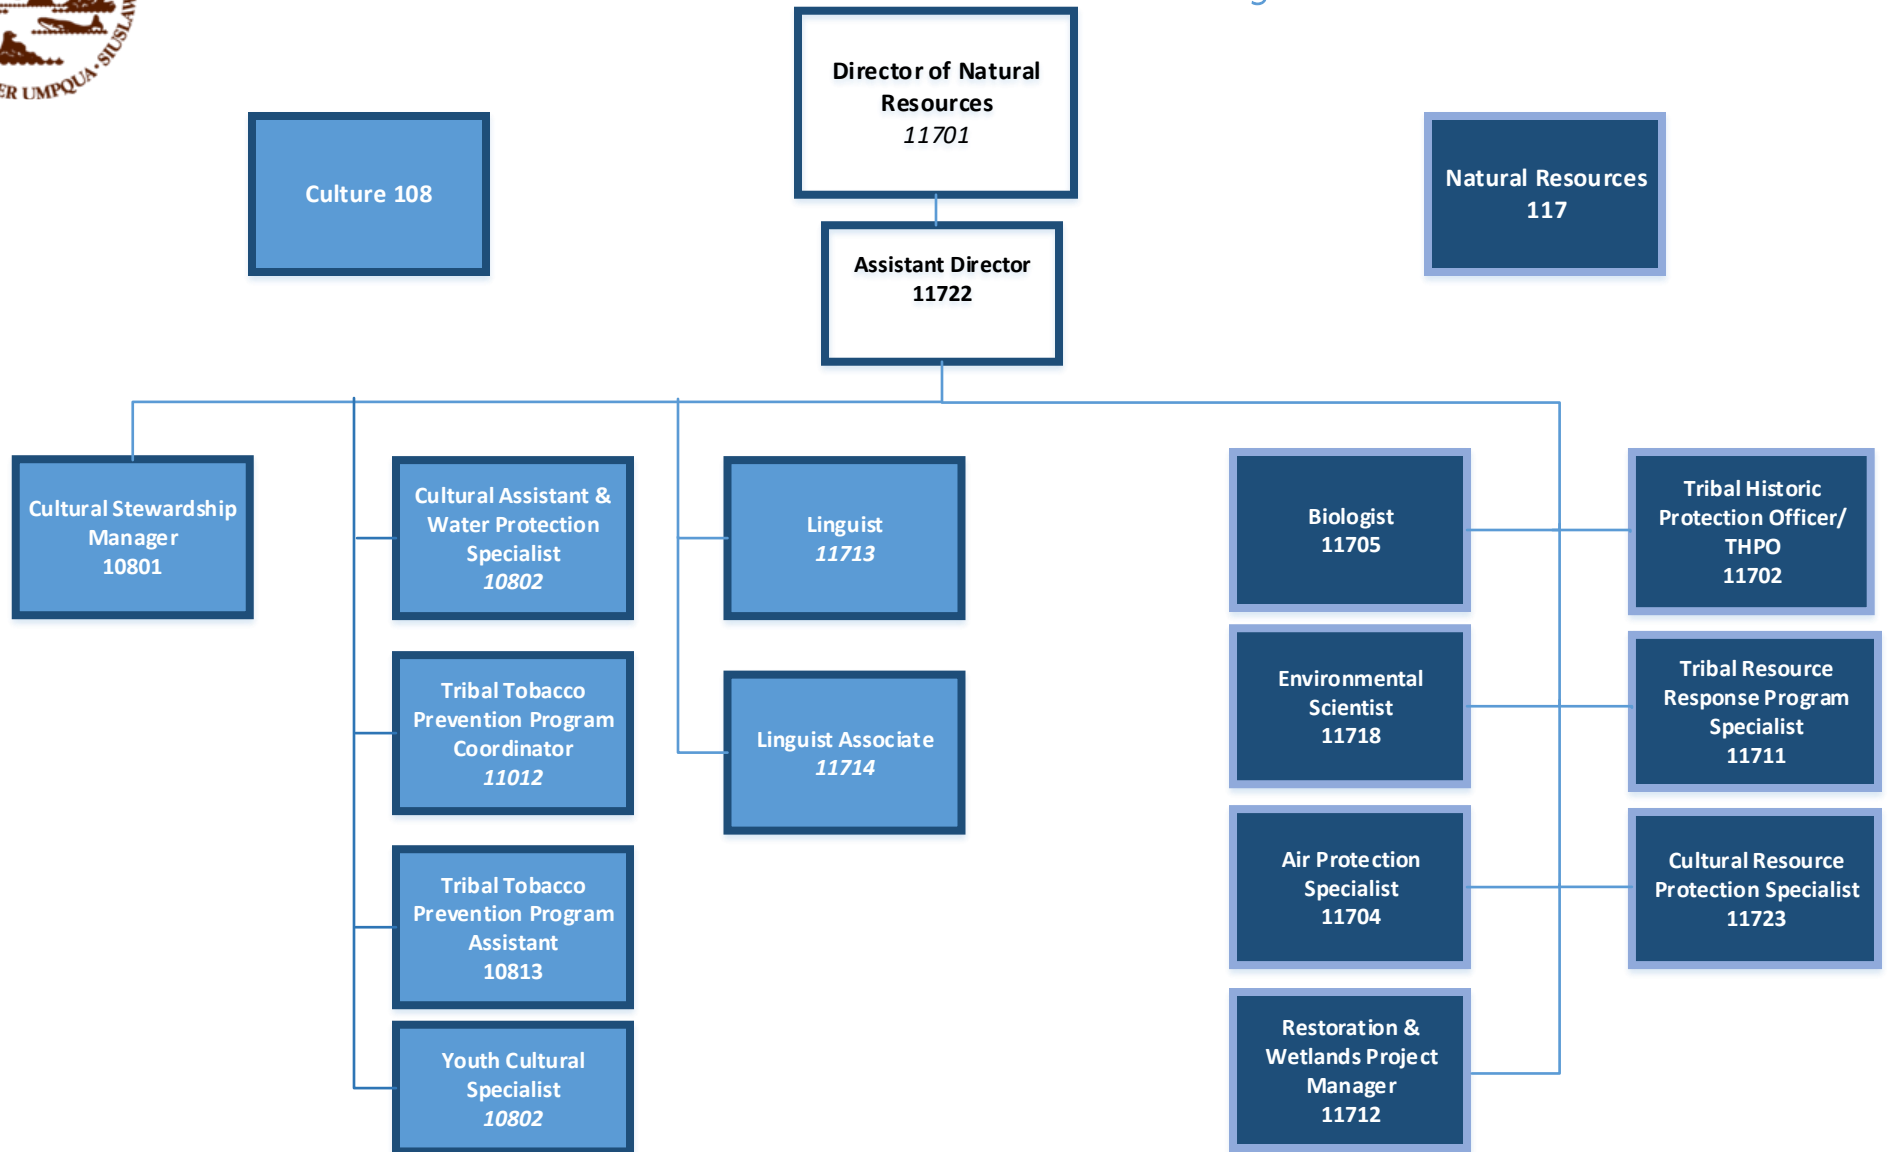 UMPQUA · SIUSLAW
Director of Natural
Resources
11701
Culture 108
Natural Resources
117
Assistant Director
11722
Cultural Stewardship
Manager
10801
Cultural Assistant &
Water Protection
Specialist
10802
Linguist
11713
Biologist
11705
Tribal Historic
Protection Officer/
THPO
11702
Tribal Tobacco
Prevention Program
Coordinator
11012
Linguist Associate
11714
Environmental
Scientist
11718
Tribal Resource
Response Program
Specialist
11711
Tribal Tobacco
Prevention Program
Assistant
10813
Air Protection
Specialist
11704
Cultural Resource
Protection Specialist
11723
Youth Cultural
Specialist
10802
Restoration &
Wetlands Project
Manager
11712